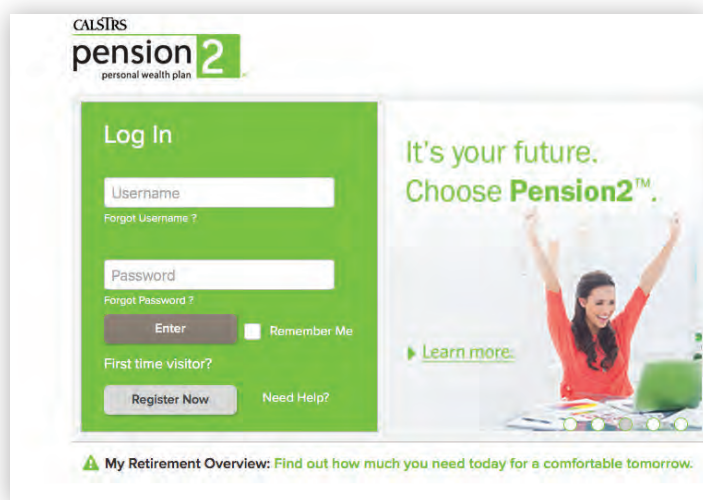 CALSTRS
pension2
personal wealth plan
Log In
Username
Forgot Username ?
Password
Forgot Password ?
Enter
Remember Me
First time visitor?
Register Now
Need Help?
It's your future.
Choose Pension2™.
Learn more.
My Retirement Overview: Find out how much you need today for a comfortable tomorrow.